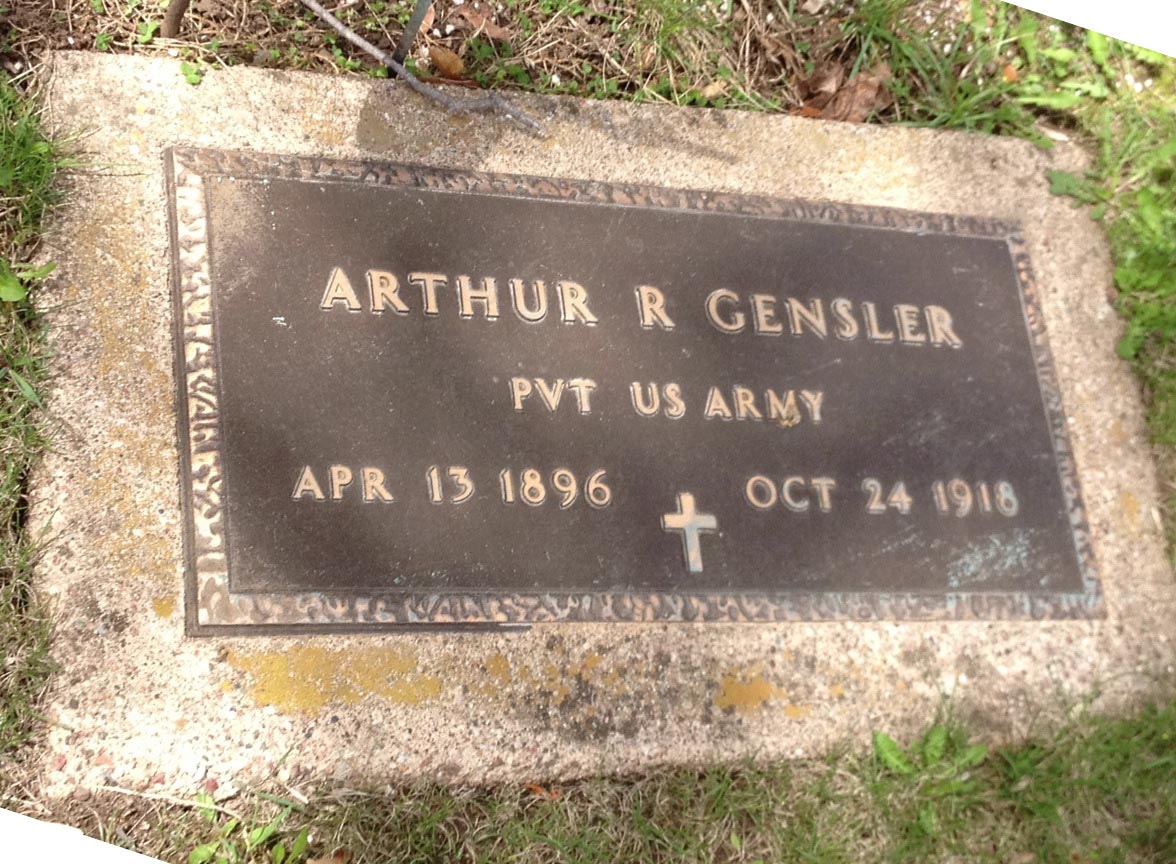 ARTHUR R GENSLER
PVT US ARMY
APR 13 1896 OCT 24 1918